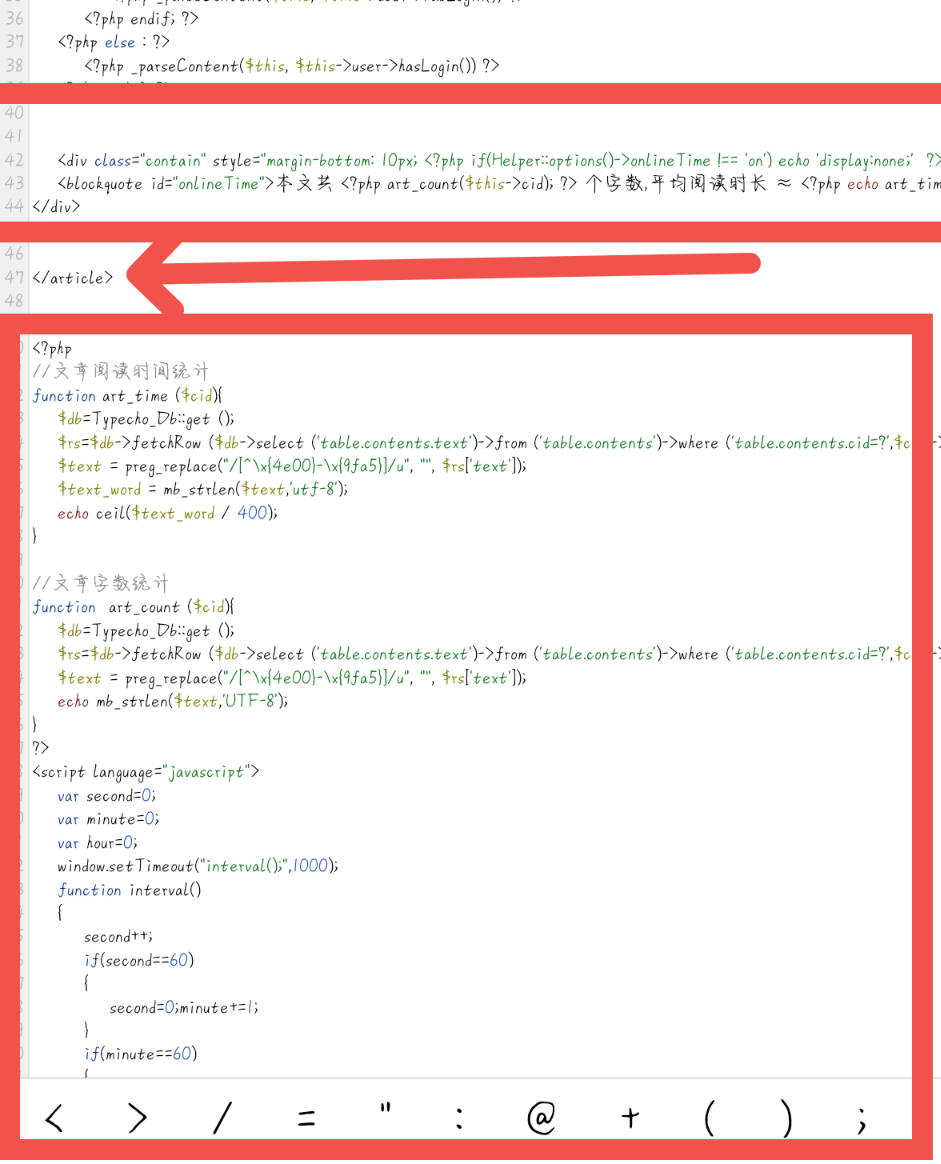 36 <?php endif; ?>
37 <?php else : ?>
38 <?php _parseContent($this, $this->user->hasLogin()) ?>
40
41
42 <div class="contain" style="margin-bottom: 10px; <?php if(Helper::options()->onlineTime !== 'on') echo 'display:none;' ?>
43 <blockquote id="onlineTime">本文共 <?php art_count($this->cid); ?> 个字数,平均阅读时长 ≈ <?php echo art_tim
44 </div>
46
47 </article>
48
<?php
//文章阅读时间统计
function art_time ($cid){
$db=Typecho_Db::get ();
$rs=$db->fetchRow ($db->select ('table.contents.text')->from ('table.contents')->where ('table.contents.cid=?',$c
$text = preg_replace("/[^\x{4e00}-\x{9fa5}]/u", "", $rs['text']);
$text_word = mb_strlen($text,'utf-8');
echo ceil($text_word / 400);
}
//文章字数统计
function art_count ($cid){
$db=Typecho_Db::get ();
$rs=$db->fetchRow ($db->select ('table.contents.text')->from ('table.contents')->where ('table.contents.cid=?',$c
$text = preg_replace("/[^\x{4e00}-\x{9fa5}]/u", "", $rs['text']);
echo mb_strlen($text,'UTF-8');
}
?>
<script language="javascript">
var second=0;
var minute=0;
var hour=0;
window.setTimeout("interval();",1000);
function interval()
{
second++;
if(second==60)
{
second=0;minute+=1;
}
if(minute==60)
{
< > / = " : @ + ( ) ;